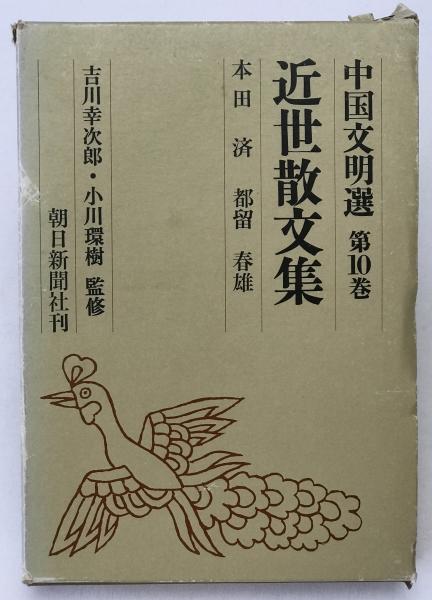 中国文明選 第10巻
近世散文集
本田 済 都留 春雄
吉川幸次郎・小川環樹 監修
朝日新聞社刊